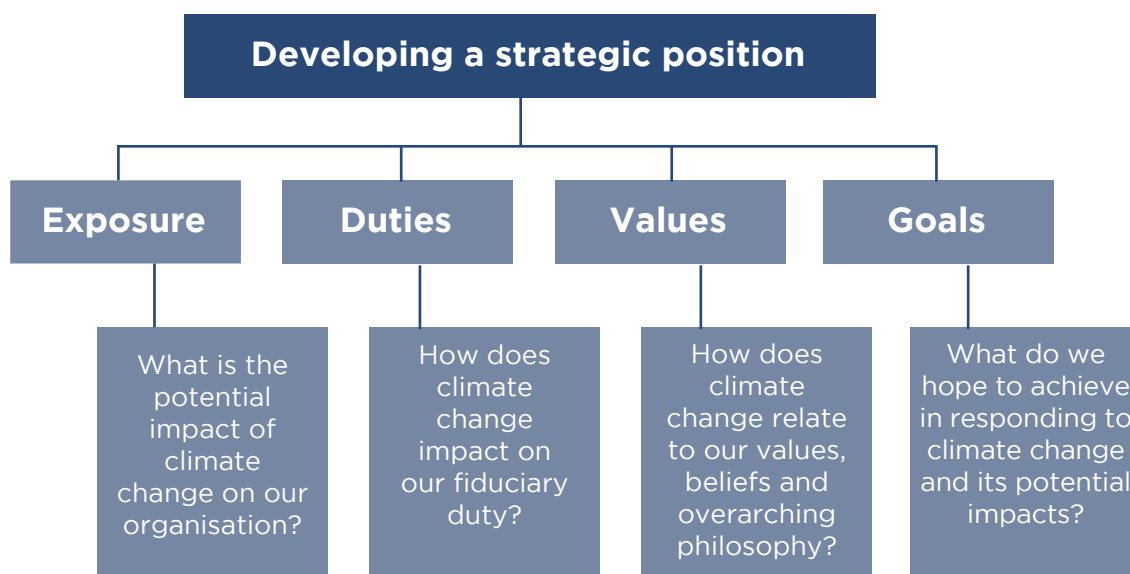 Developing a strategic position
Exposure
Duties
Values
Goals
What is the
potential
impact of
climate
change on our
organisation?
How does
climate
change
impact on
our fiduciary
duty?
How does
climate
change relate
to our values,
beliefs and
overarching
philosophy?
What do we
hope to achieve
in responding to
climate change
and its potential
impacts?